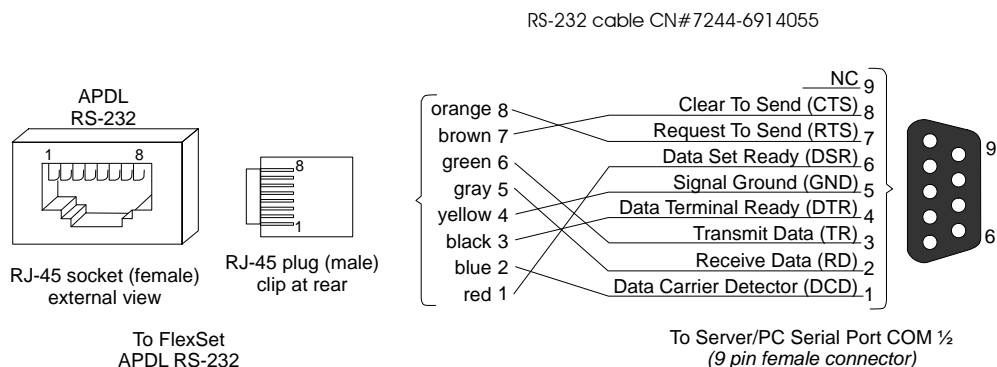 RS-232 cable CN#7244-6914055
APDL
RS-232
1 8
8
1
RJ-45 socket (female)
external view
RJ-45 plug (male)
clip at rear
To FlexSet
APDL RS-232
orange 8
brown 7
green 6
gray 5
yellow 4
black 3
blue 2
red 1
NC 9
Clear To Send (CTS) 8
Request To Send (RTS) 7
Data Set Ready (DSR) 6
Signal Ground (GND) 5
Data Terminal Ready (DTR) 4
Transmit Data (TR) 3
Receive Data (RD) 2
Data Carrier Detector (DCD) 1
9
6
To Server/PC Serial Port COM ½
(9 pin female connector)